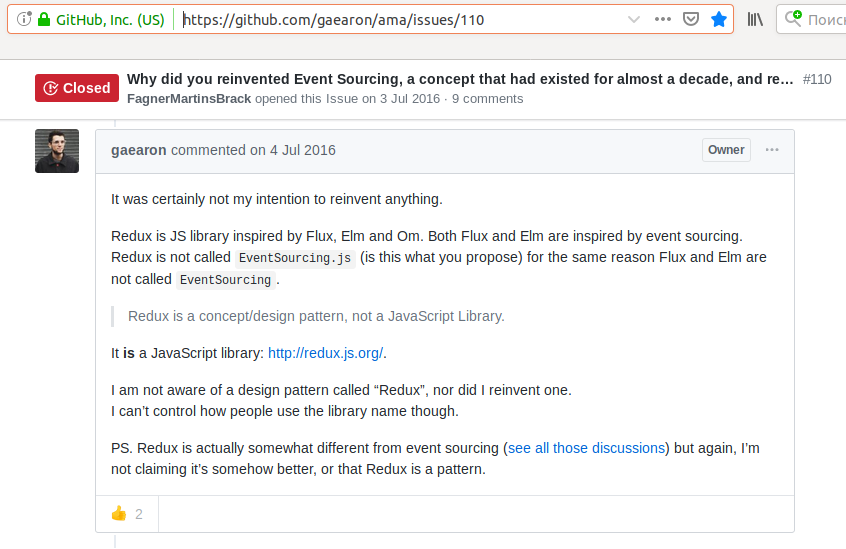 GitHub, Inc. (US)
https://github.com/gaearon/ama/issues/110
Поис
Closed
Why did you reinvented Event Sourcing, a concept that had existed for almost a decade, and re… #110
FagnerMartinsBrack opened this Issue on 3 Jul 2016 · 9 comments
gaearon commented on 4 Jul 2016
Owner
It was certainly not my intention to reinvent anything.
Redux is JS library inspired by Flux, Elm and Om. Both Flux and Elm are inspired by event sourcing.
Redux is not called EventSourcing.js (is this what you propose) for the same reason Flux and Elm are
not called EventSourcing.
Redux is a concept/design pattern, not a JavaScript Library.
It is a JavaScript library: http://redux.js.org/.
I am not aware of a design pattern called “Redux”, nor did I reinvent one.
I can’t control how people use the library name though.
PS. Redux is actually somewhat different from event sourcing (see all those discussions) but again, I’m
not claiming it’s somehow better, or that Redux is a pattern.
2